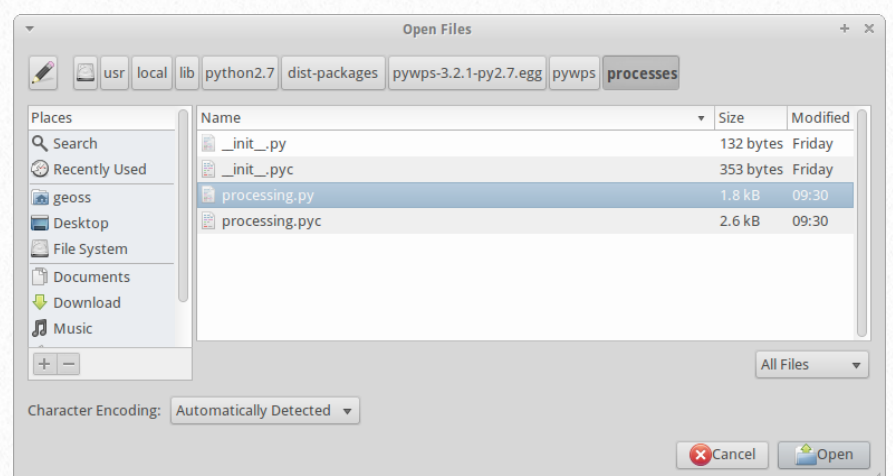 Open Files
usr local lib python2.7 dist-packages pywps-3.2.1-py2.7.egg pywps processes
Places
Search
Recently Used
geoss
Desktop
File System
Documents
Download
Music
Name Size Modified
__init__.py 132 bytes Friday
__init__.pyc 353 bytes Friday
processing.py 1.8 kB 09:30
processing.pyc 2.6 kB 09:30
All Files
Character Encoding: Automatically Detected
Cancel Open